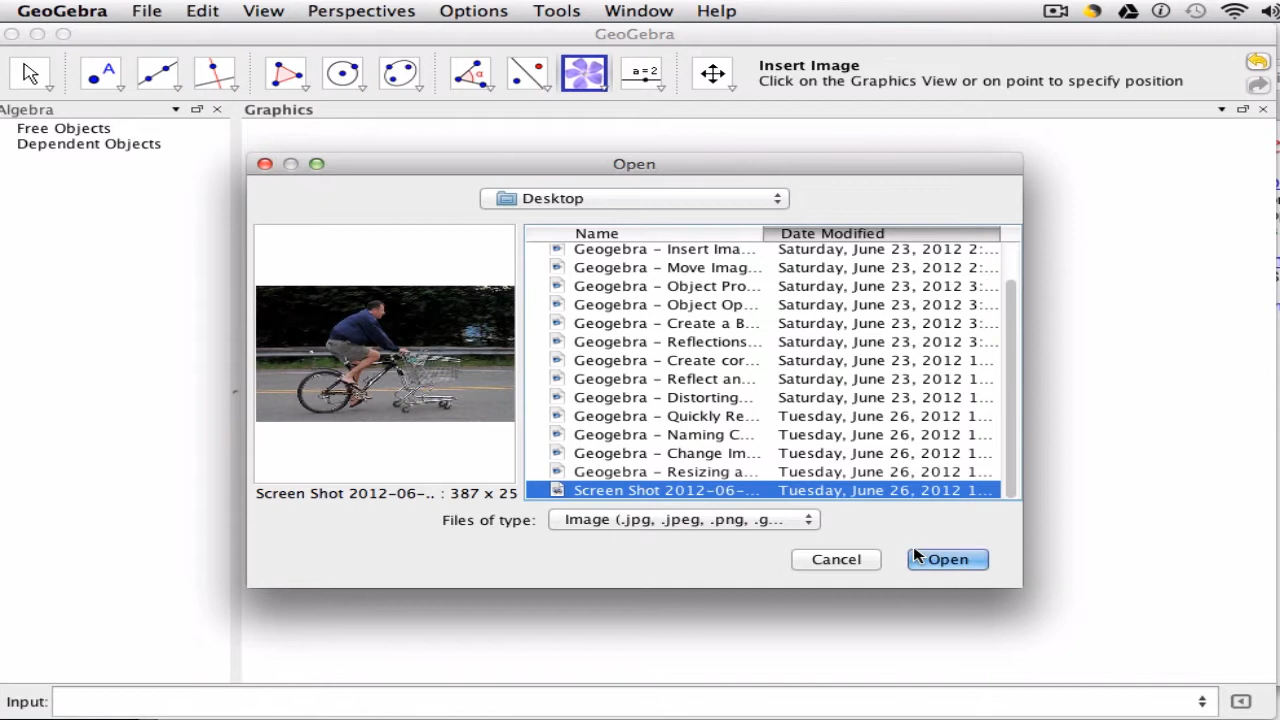 GeoGebra File Edit View Perspectives Options Tools Window Help
GeoGebra
A
α
a=2
Insert Image
Click on the Graphics View or on point to specify position
Algebra
Graphics
Free Objects
Dependent Objects
Open
Desktop
Name Date Modified
Geogebra – Insert Ima... Saturday, June 23, 2012 2:...
Geogebra – Move Imag... Saturday, June 23, 2012 2:...
Geogebra – Object Pro... Saturday, June 23, 2012 3:...
Geogebra – Object Op... Saturday, June 23, 2012 3:...
Geogebra – Create a B... Saturday, June 23, 2012 3:...
Geogebra – Reflections... Saturday, June 23, 2012 3:...
Geogebra – Create cor... Saturday, June 23, 2012 1...
Geogebra – Reflect an... Saturday, June 23, 2012 1...
Geogebra – Distorting... Saturday, June 23, 2012 1...
Geogebra – Quickly Re... Tuesday, June 26, 2012 1...
Geogebra – Naming C... Tuesday, June 26, 2012 1...
Geogebra – Change Im... Tuesday, June 26, 2012 1...
Geogebra – Resizing a... Tuesday, June 26, 2012 1...
Screen Shot 2012-06-... Tuesday, June 26, 2012 1...
Screen Shot 2012-06-.. : 387 x 25
Files of type: Image (.jpg, .jpeg, .png, .g...
Cancel Open
Input: